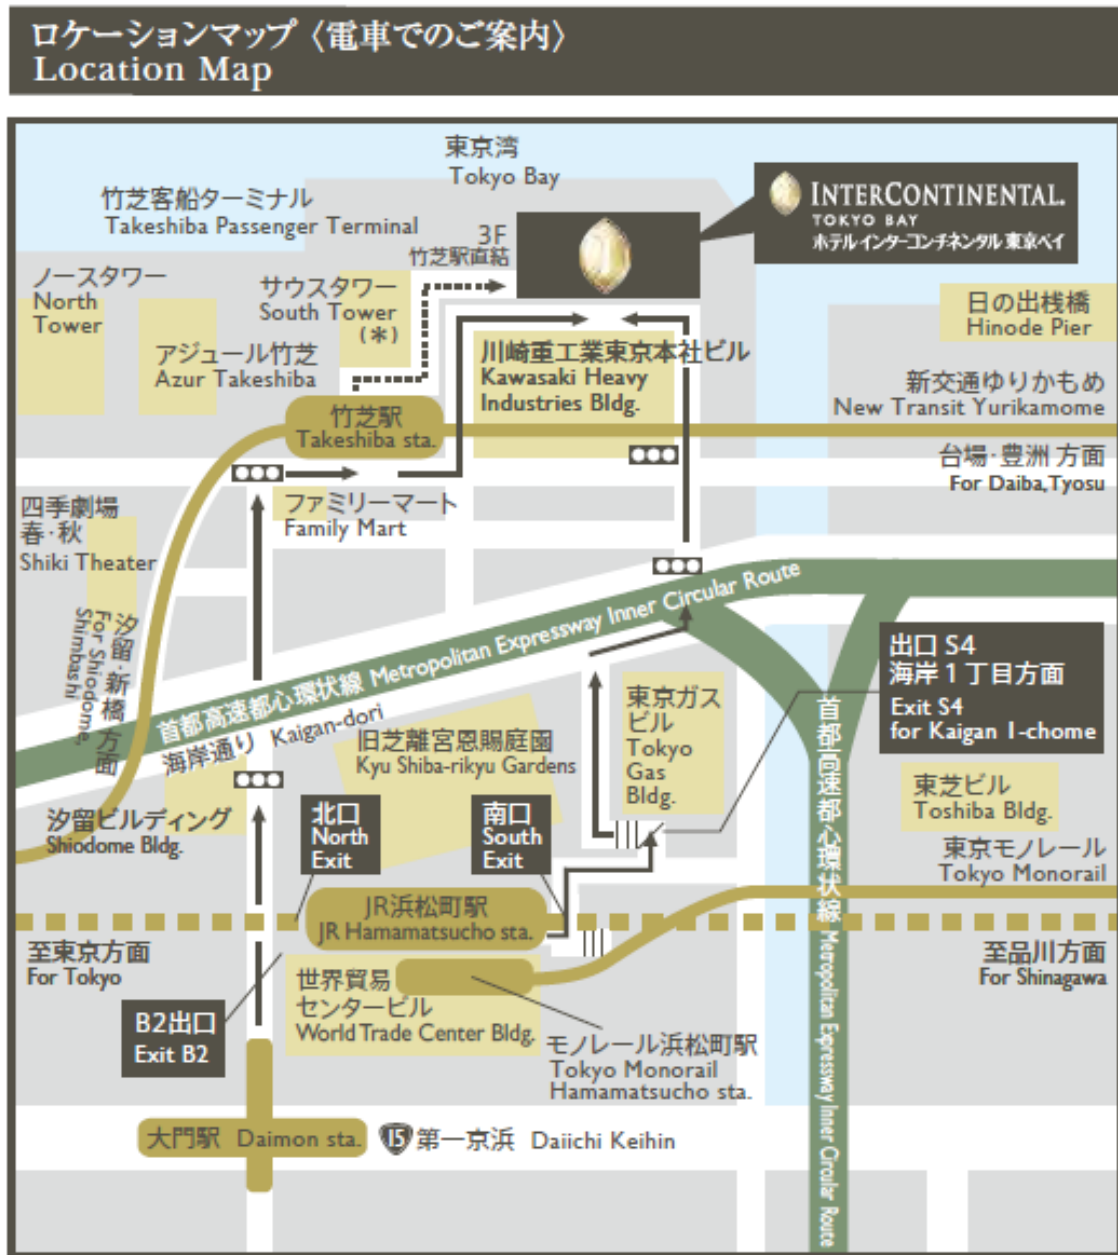 ロケーションマップ〈電車でのご案内〉
Location Map
東京湾
Tokyo Bay
竹芝客船ターミナル
Takeshiba Passenger Terminal
INTERCONTINENTAL.
TOKYO BAY
ホテル インターコンチネンタル 東京ベイ
3F
竹芝駅直結
ノースタワー
North
Tower
サウスタワー
South Tower
(＊)
アジュール竹芝
Azur Takeshiba
日の出桟橋
Hinode Pier
川崎重工業東京本社ビル
Kawasaki Heavy
Industries Bldg.
新交通ゆりかもめ
New Transit Yurikamome
竹芝駅
Takeshiba sta.
台場・豊洲 方面
For Daiba,Tyosu
四季劇場
春・秋
Shiki Theater
ファミリーマート
Family Mart
汐留・新橋 方面
For Shiodome,
Shimbashi
首都高速都心環状線 Metropolitan Expressway Inner Circular Route
海岸通り Kaigan-dori
出口 S4
海岸１丁目方面
Exit S4
for Kaigan 1-chome
旧芝離宮恩賜庭園
Kyu Shiba-rikyu Gardens
東京ガス
ビル
Tokyo
Gas
Bldg.
首都高速都心環状線 Metropolitan Expressway Inner Circular Route
東芝ビル
Toshiba Bldg.
汐留ビルディング
Shiodome Bldg.
北口
North
Exit
南口
South
Exit
東京モノレール
Tokyo Monorail
JR浜松町駅
JR Hamamatsucho sta.
至東京方面
For Tokyo
至品川方面
For Shinagawa
世界貿易
センタービル
World Trade Center Bldg.
B2出口
Exit B2
モノレール浜松町駅
Tokyo Monorail
Hamamatsucho sta.
大門駅 Daimon sta.
15 第一京浜 Daiichi Keihin